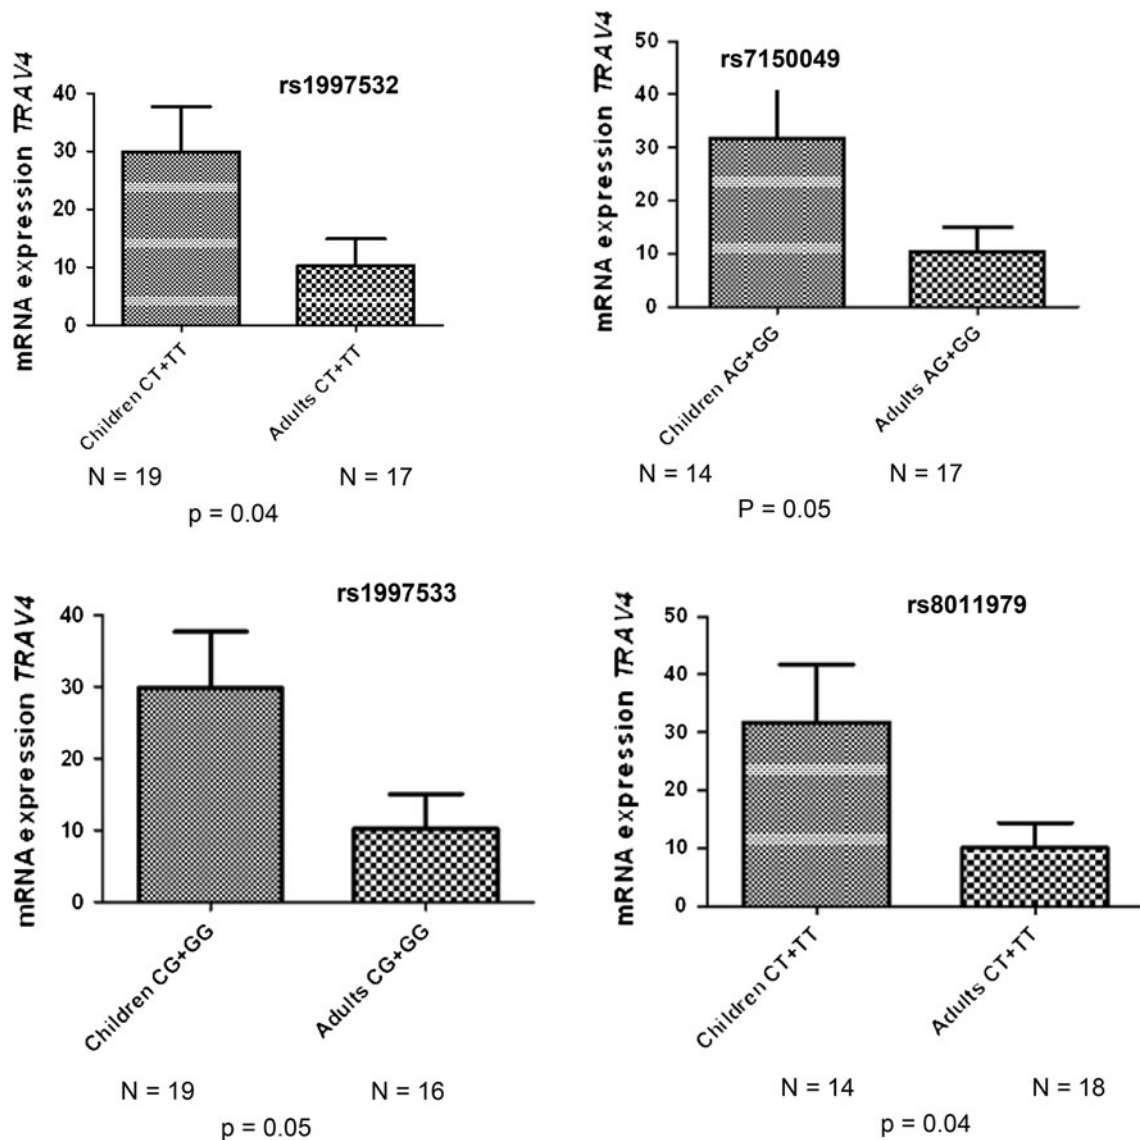 mRNA expression TRAV4
rs1997532
40
30
20
10
0
Children CT+TT
Adults CT+TT
N = 19
N = 17
p = 0.04
mRNA expression TRAV4
rs7150049
50
40
30
20
10
0
Children AG+GG
Adults AG+GG
N = 14
N = 17
P = 0.05
mRNA expression TRAV4
rs1997533
40
30
20
10
0
Children CG+GG
Adults CG+GG
N = 19
N = 16
p = 0.05
mRNA expression TRAV4
rs8011979
50
40
30
20
10
0
Children CT+TT
Adults CT+TT
N = 14
N = 18
p = 0.04